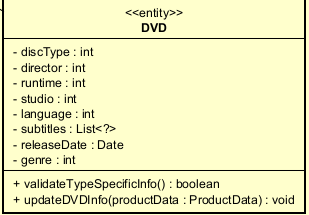 <<entity>>
DVD
- discType : int
- director : int
- runtime : int
- studio : int
- language : int
- subtitles : List<?>
- releaseDate : Date
- genre : int
+ validateTypeSpecificInfo() : boolean
+ updateDVDInfo(productData : ProductData) : void